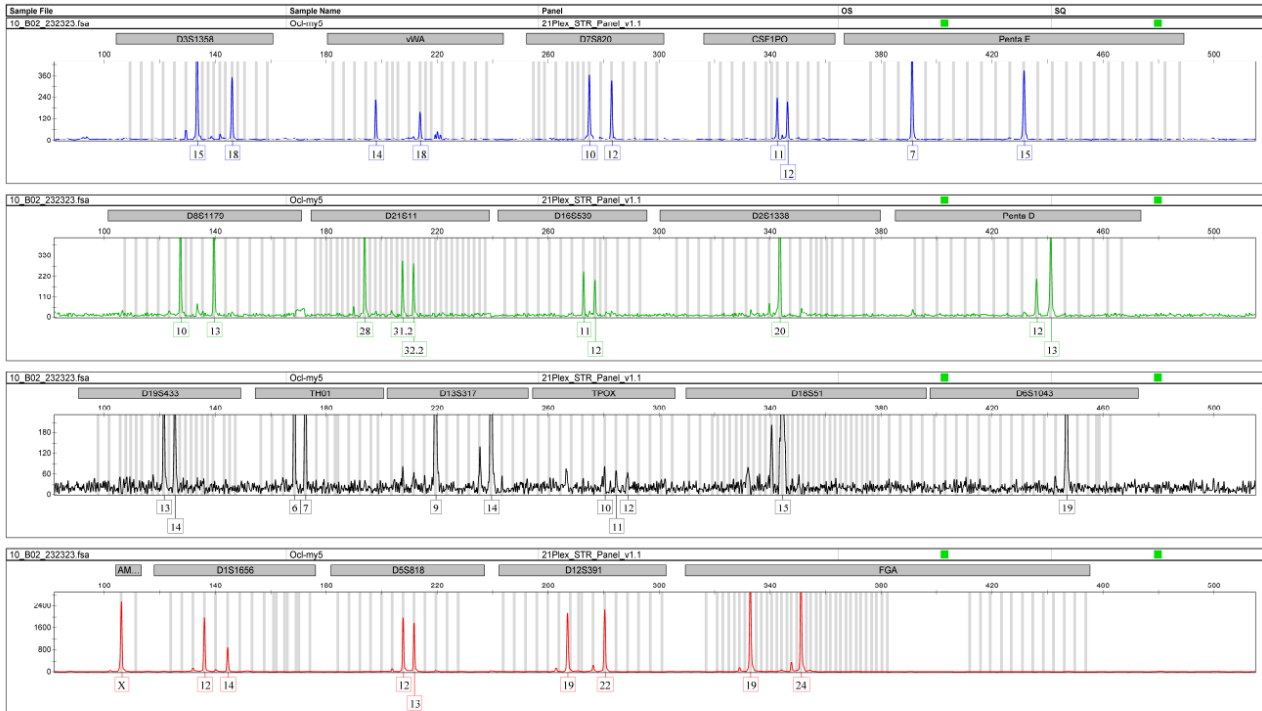 Sample File Sample Name Panel OS SQ
10_B02_232323.fsa Ocl-my5 21Plex_STR_Panel_v1.1
D3S1358 vWA D7S820 CSF1PO Penta E
100 140 180 220 260 300 340 380 420 460 500
360
240
120
0
15 18 14 18 10 12 11 7 15
12
10_B02_232323.fsa Ocl-my5 21Plex_STR_Panel_v1.1
D8S1179 D21S11 D16S539 D2S1338 Penta D
100 140 180 220 260 300 340 380 420 460 500
330
220
110
0
10 13 28 31.2 11 20 12
32.2 12 13
10_B02_232323.fsa Ocl-my5 21Plex_STR_Panel_v1.1
D19S433 TH01 D13S317 TPOX D18S51 D6S1043
100 140 180 220 260 300 340 380 420 460 500
180
120
60
0
13 6 7 9 14 10 12 15 19
14 11
10_B02_232323.fsa Ocl-my5 21Plex_STR_Panel_v1.1
AM... D1S1656 D5S818 D12S391 FGA
100 140 180 220 260 300 340 380 420 460 500
2400
1600
800
0
X 12 14 12 19 22 19 24
13